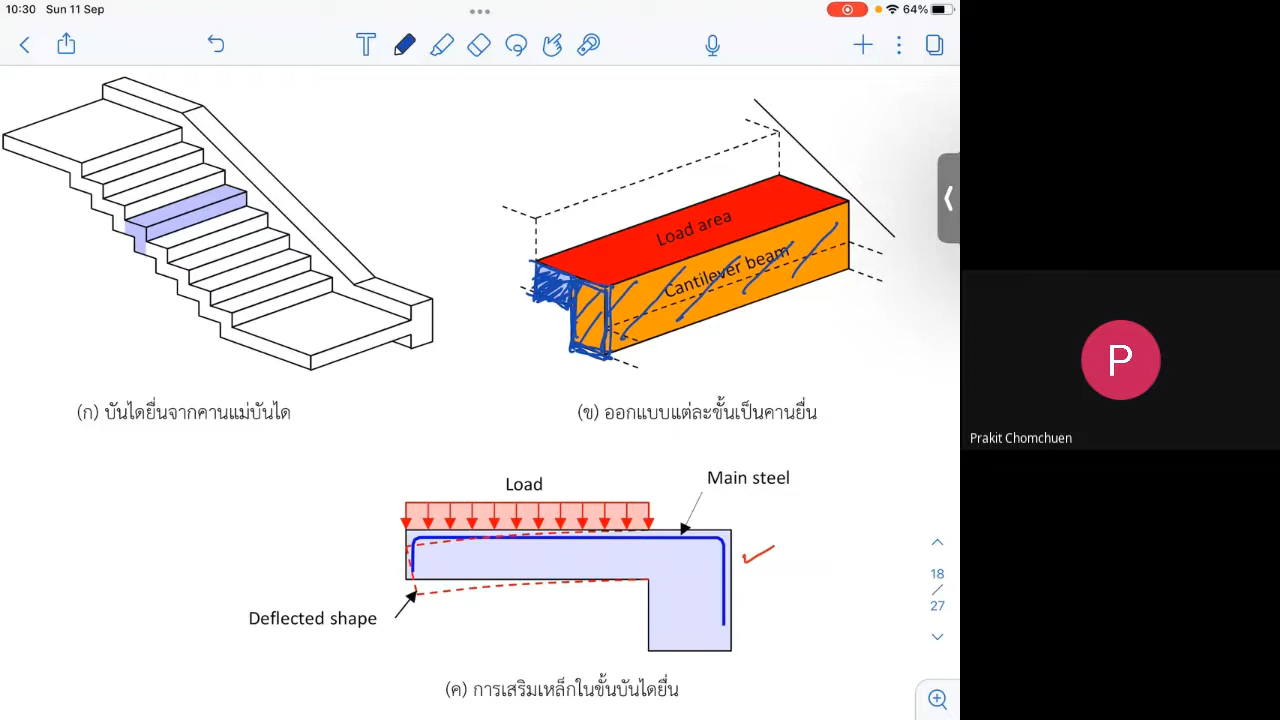 10:30 Sun 11 Sep
64%
T
Load area
Cantilever beam
(ก) บันไดยื่นจากคานแม่บันได
(ข) ออกแบบแต่ละขั้นเป็นคานยื่น
Load
Main steel
Deflected shape
18
/
27
(ค) การเสริมเหล็กในขั้นบันไดยื่น
P
Prakit Chomchuen